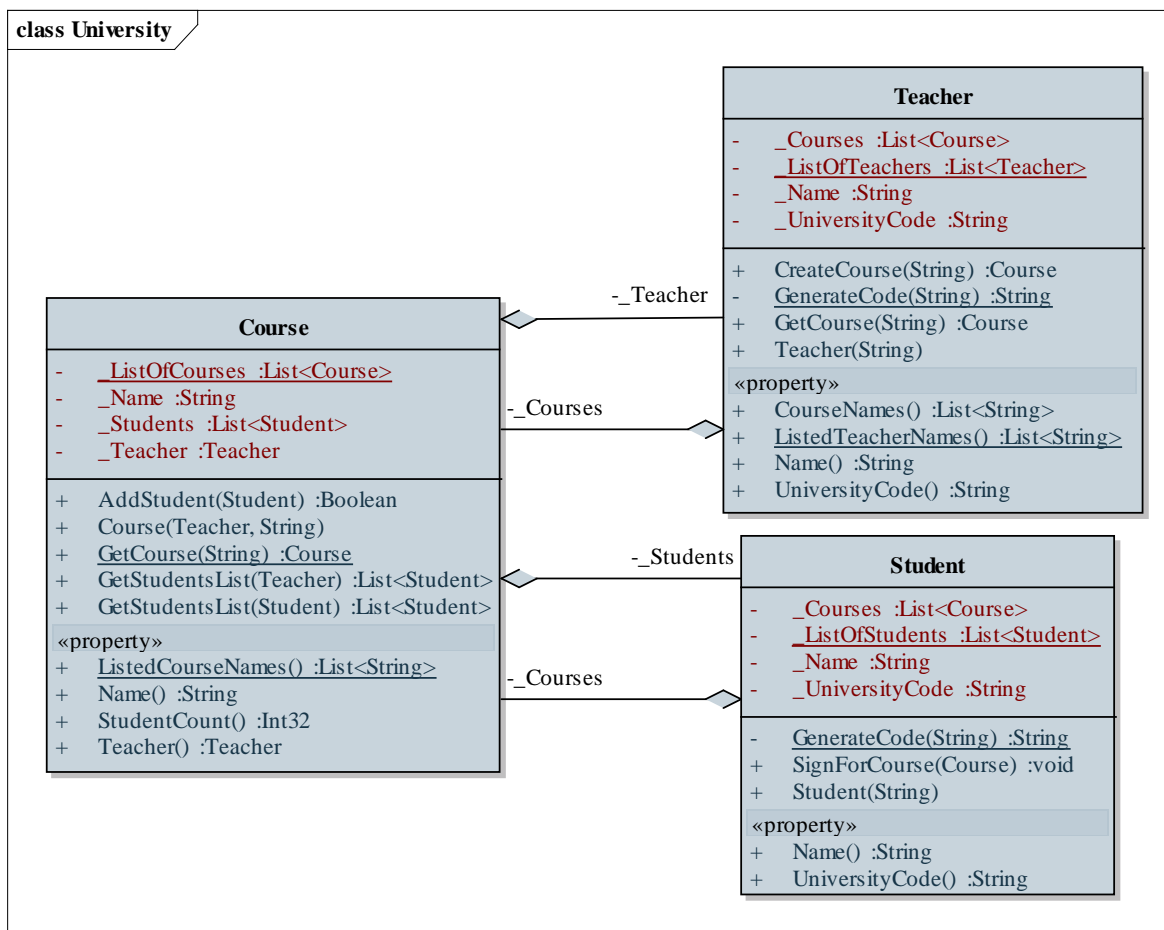 class University
Teacher
- _Courses :List<Course>
- _ListOfTeachers :List<Teacher>
- _Name :String
- _UniversityCode :String
+ CreateCourse(String) :Course
- GenerateCode(String) :String
+ GetCourse(String) :Course
+ Teacher(String)
«property»
+ CourseNames() :List<String>
+ ListedTeacherNames() :List<String>
+ Name() :String
+ UniversityCode() :String
-_Teacher
-_Courses
Course
- _ListOfCourses :List<Course>
- _Name :String
- _Students :List<Student>
- _Teacher :Teacher
+ AddStudent(Student) :Boolean
+ Course(Teacher, String)
+ GetCourse(String) :Course
+ GetStudentsList(Teacher) :List<Student>
+ GetStudentsList(Student) :List<Student>
«property»
+ ListedCourseNames() :List<String>
+ Name() :String
+ StudentCount() :Int32
+ Teacher() :Teacher
-_Students
-_Courses
Student
- _Courses :List<Course>
- _ListOfStudents :List<Student>
- _Name :String
- _UniversityCode :String
- GenerateCode(String) :String
+ SignForCourse(Course) :void
+ Student(String)
«property»
+ Name() :String
+ UniversityCode() :String